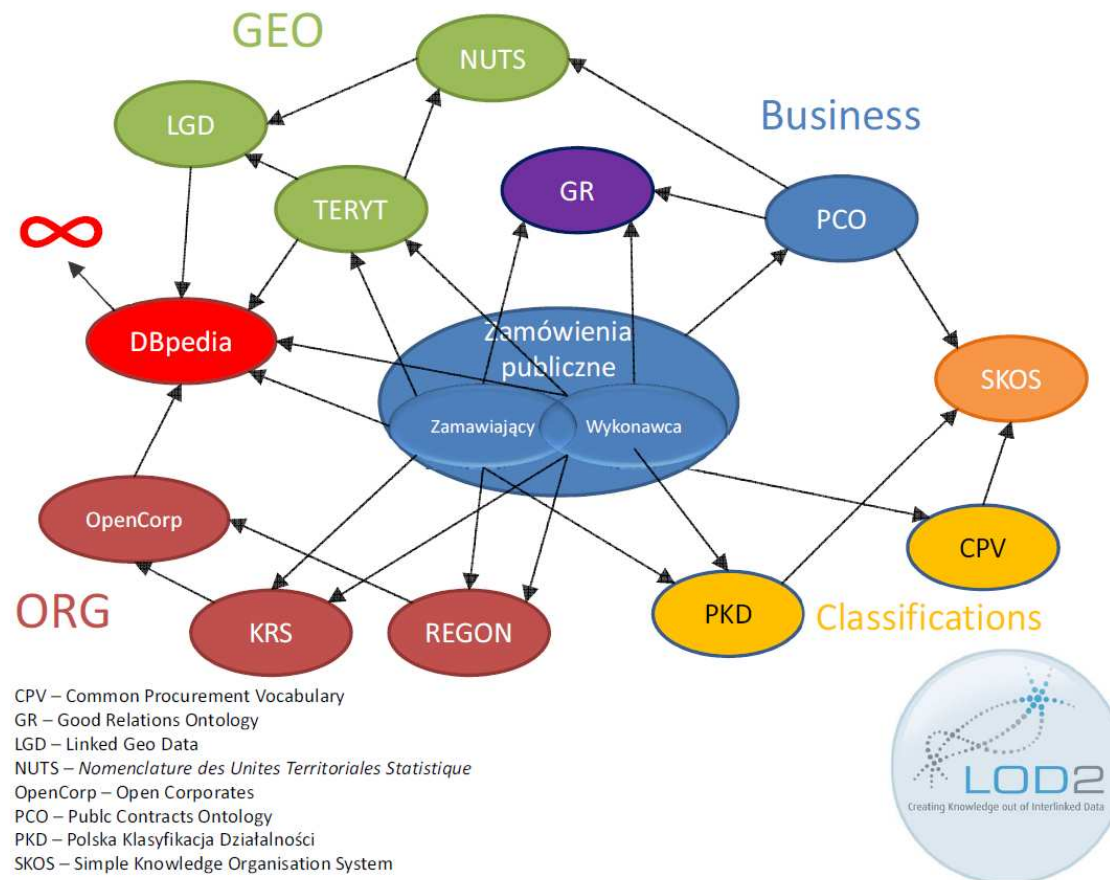 GEO
NUTS
LGD
Business
TERYT
GR
PCO
∞
DBpedia
Zamówienia
publiczne
SKOS
Zamawiający
Wykonawca
OpenCorp
CPV
ORG
KRS
REGON
PKD
Classifications
CPV – Common Procurement Vocabulary
GR – Good Relations Ontology
LGD – Linked Geo Data
NUTS – Nomenclature des Unites Territoriales Statistique
OpenCorp – Open Corporates
PCO – Publc Contracts Ontology
PKD – Polska Klasyfikacja Działalności
SKOS – Simple Knowledge Organisation System
LOD2
Creating Knowledge out of Interlinked Data